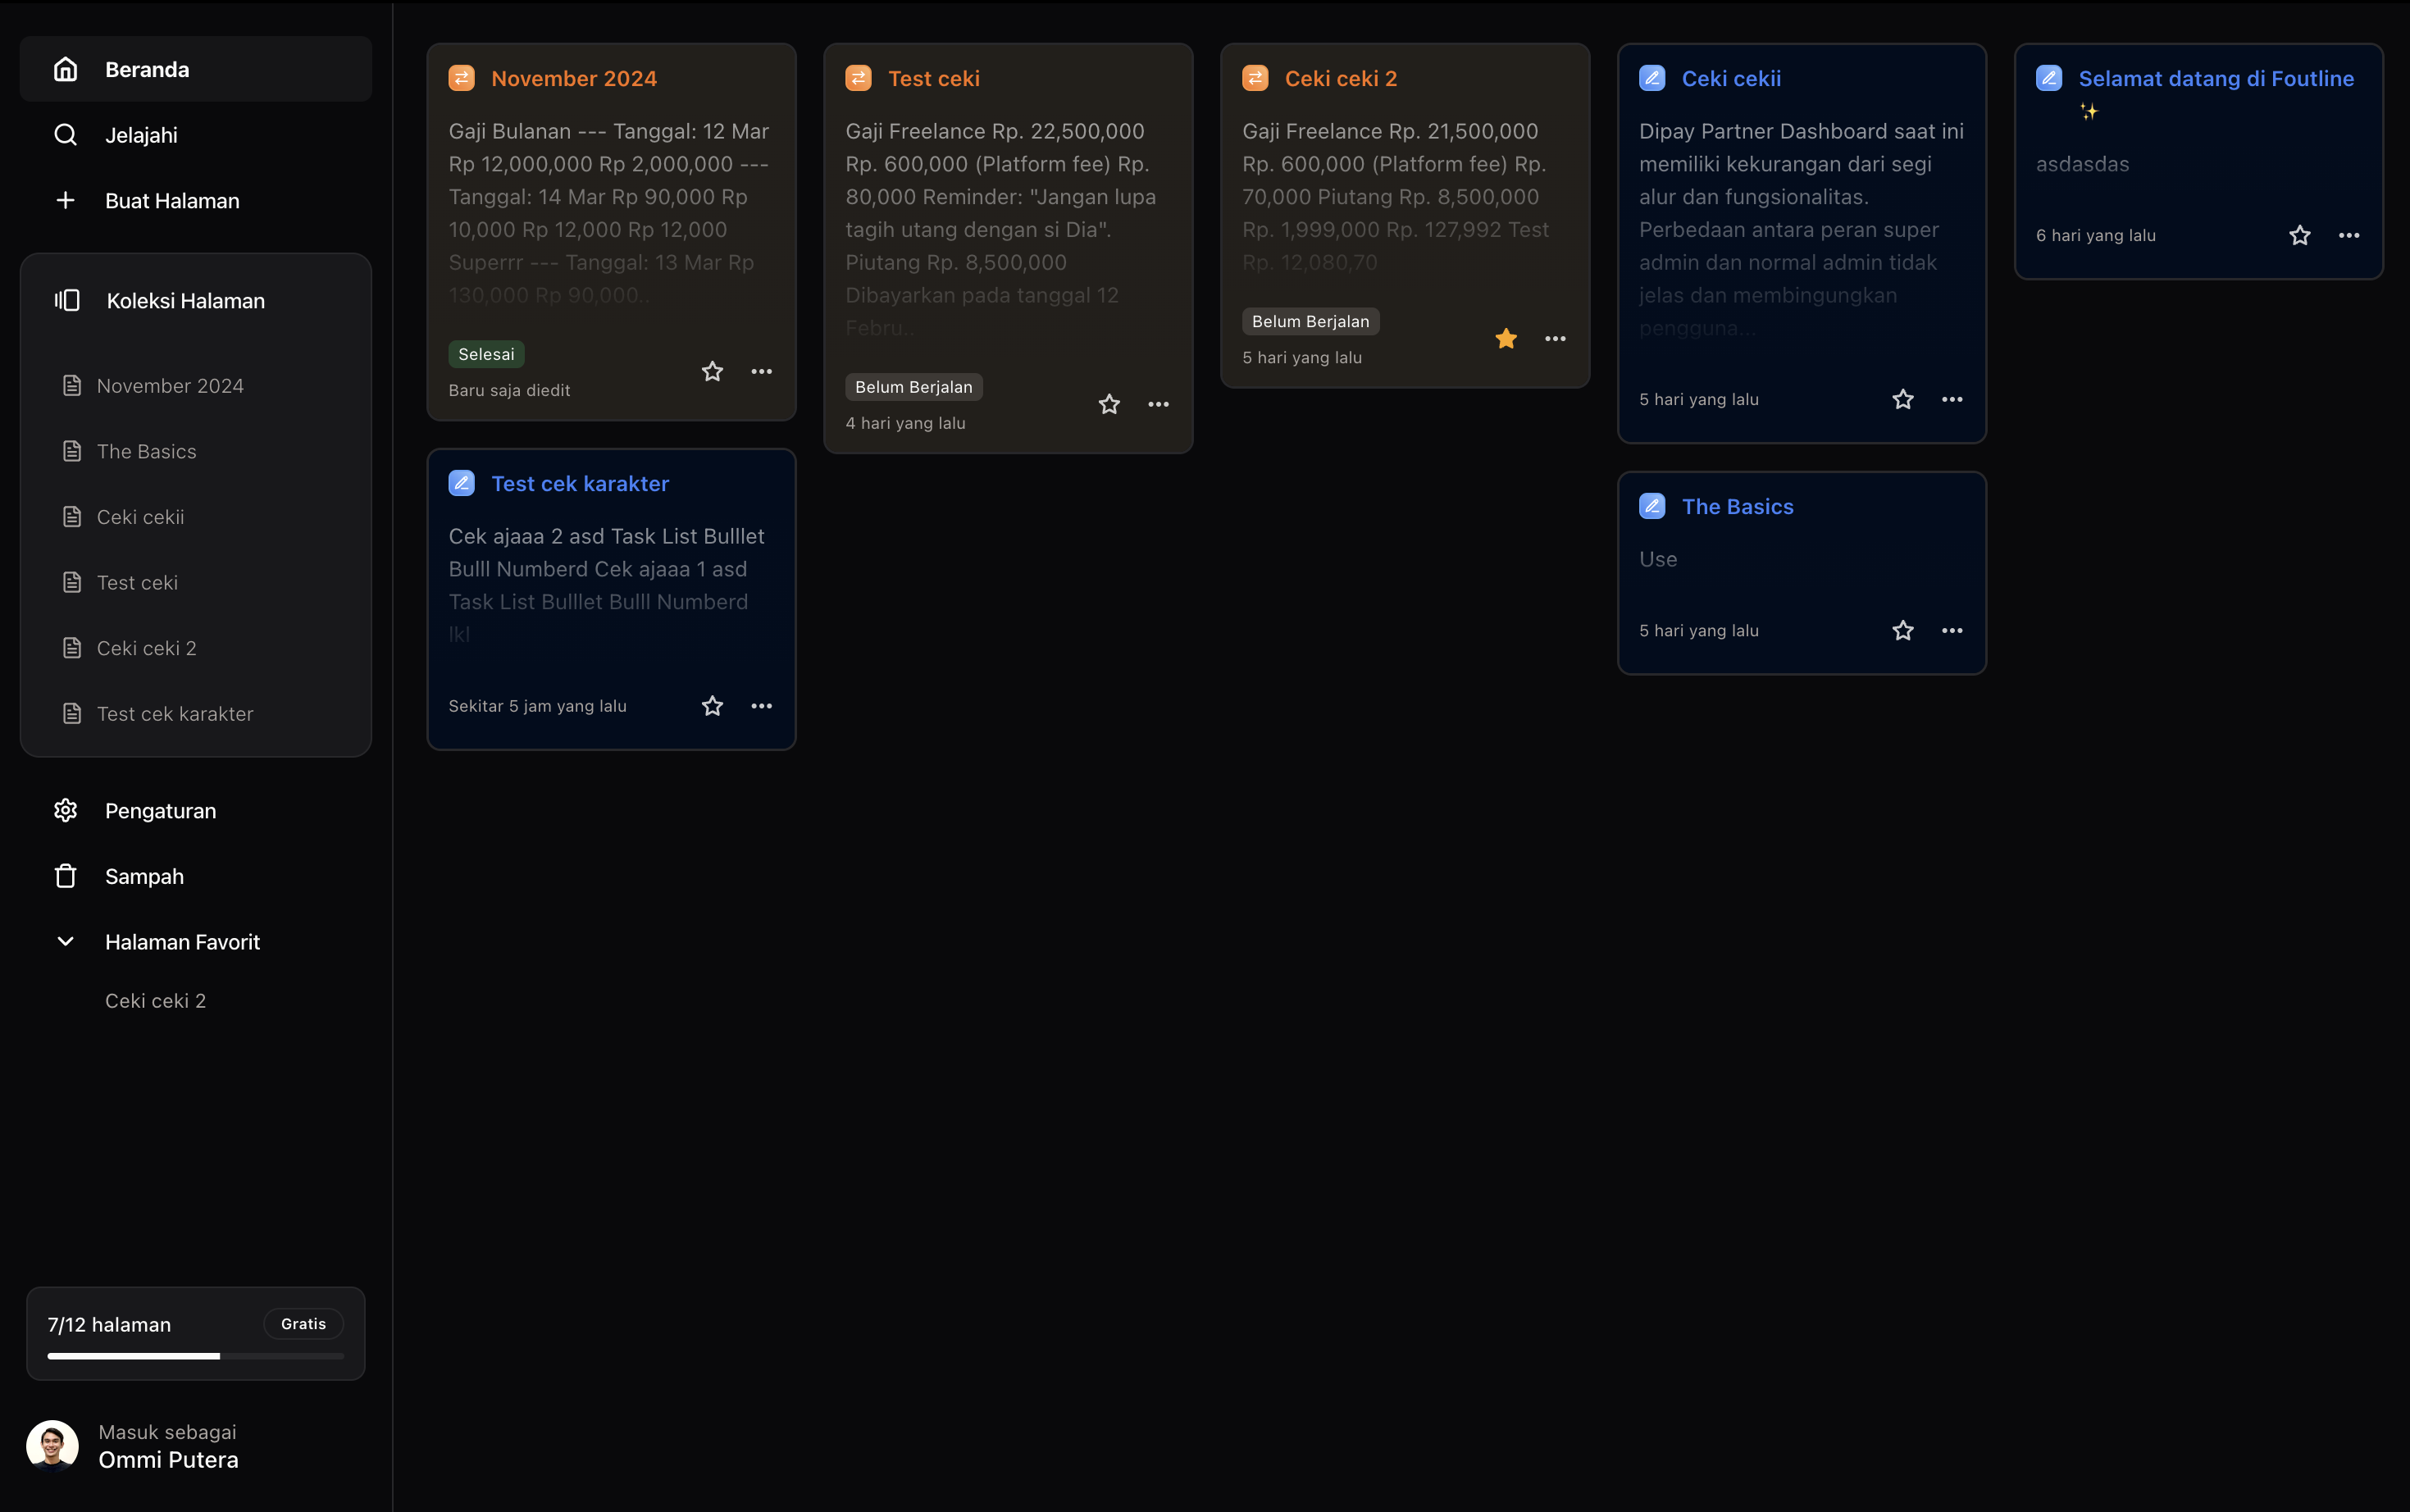 Beranda
Jelajahi
Buat Halaman
Koleksi Halaman
November 2024
The Basics
Ceki cekii
Test ceki
Ceki ceki 2
Test cek karakter
Pengaturan
Sampah
Halaman Favorit
Ceki ceki 2
7/12 halaman
Gratis
Masuk sebagai
Ommi Putera
November 2024
Gaji Bulanan --- Tanggal: 12 Mar
Rp 12,000,000 Rp 2,000,000 ---
Tanggal: 14 Mar Rp 90,000 Rp
10,000 Rp 12,000 Rp 12,000
Superrr --- Tanggal: 13 Mar Rp
130,000 Rp 90,000..
Selesai
Baru saja diedit
Test cek karakter
Cek ajaaa 2 asd Task List Bulllet
Bulll Numberd Cek ajaaa 1 asd
Task List Bulllet Bulll Numberd
lkl
Sekitar 5 jam yang lalu
Test ceki
Gaji Freelance Rp. 22,500,000
Rp. 600,000 (Platform fee) Rp.
80,000 Reminder: "Jangan lupa
tagih utang dengan si Dia".
Piutang Rp. 8,500,000
Dibayarkan pada tanggal 12
Febru..
Belum Berjalan
4 hari yang lalu
Ceki ceki 2
Gaji Freelance Rp. 21,500,000
Rp. 600,000 (Platform fee) Rp.
70,000 Piutang Rp. 8,500,000
Rp. 1,999,000 Rp. 127,992 Test
Rp. 12,080,70
Belum Berjalan
5 hari yang lalu
Ceki cekii
Dipay Partner Dashboard saat ini
memiliki kekurangan dari segi
alur dan fungsionalitas.
Perbedaan antara peran super
admin dan normal admin tidak
jelas dan membingungkan
pengguna...
5 hari yang lalu
The Basics
Use
5 hari yang lalu
Selamat datang di Foutline
✨
asdasdas
6 hari yang lalu